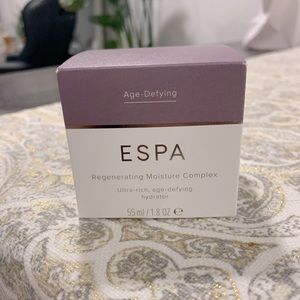 Age-Defying
ESPA
Regenerating Moisture Complex
Ultra-rich, age-defying
hydrator
55 ml / 1.8 OZ ℮